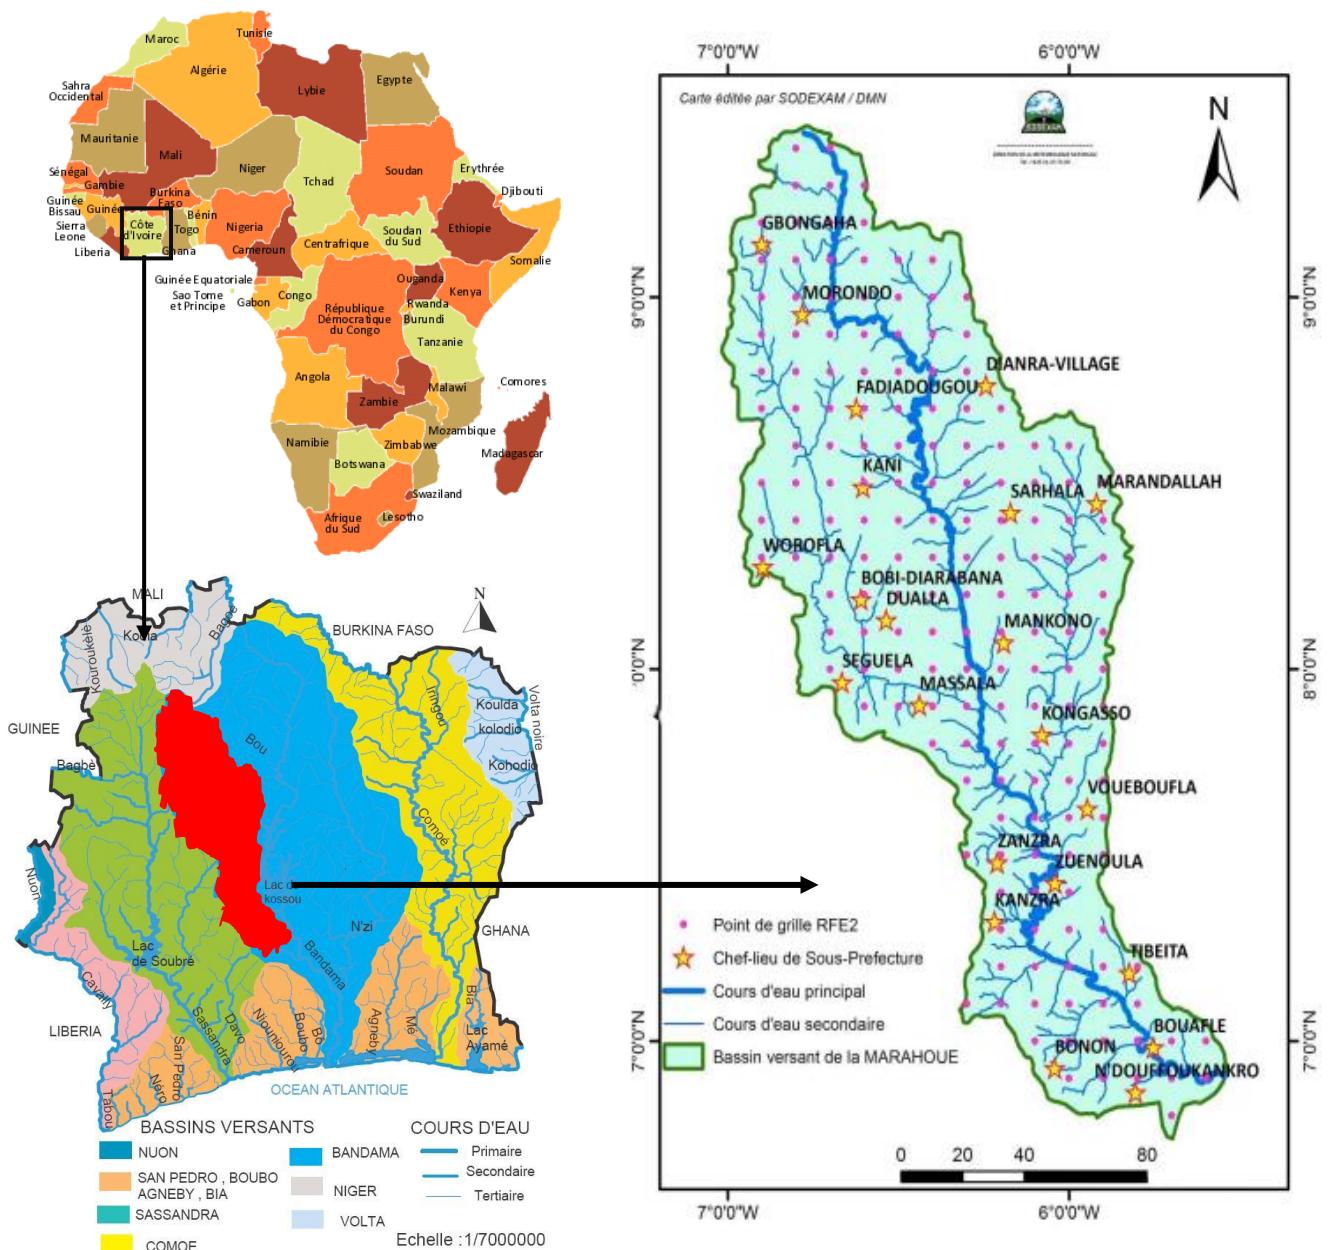 Maroc
Tunisie
Algérie
Lybie
Egypte
Sahra
Occidental
Mauritanie
Mali
Niger
Tchad
Soudan
Erythrée
Djibouti
Sénégal
Gambie
Guinée
Bissau
Guinée
Burkina
Faso
Bénin
Sierra
Leone
Côte
d'Ivoire
Togo
Ghana
Liberia
Nigeria
Cameroun
Centrafrique
Soudan
du Sud
Ethiopie
Somalie
Guinée Equatoriale
Sao Tome
et Principe
Gabon
Congo
République
Démocratique
du Congo
Ouganda
Kenya
Rwanda
Burundi
Tanzanie
Angola
Zambie
Malawi
Comores
Mozambique
Namibie
Zimbabwe
Botswana
Madagascar
Swaziland
Afrique
du Sud
Lesotho
MALI
N
BURKINA FASO
Kouroukélé
Bagoé
GUINEE
Bagbè
Bou
Iringou
Koulda
kolodio
Kohodio
Volta noire
Comoé
Nuon
Lac de
kossou
N'zi
GHANA
Lac
de Soubré
Bandama
Cavally
LIBERIA
Sassandra
Davo
Niouniourou
Boubo
Bô
Agneby
Mé
Bia
Lac
Ayamé
San Pedro
Néro
Tabou
OCEAN ATLANTIQUE
BASSINS VERSANTS
NUON
SAN PEDRO , BOUBO
AGNEBY , BIA
SASSANDRA
COMOE
BANDAMA
NIGER
VOLTA
COURS D'EAU
Primaire
Secondaire
Tertiaire
Echelle :1/7000000
7°0'0"W
6°0'0"W
Carte éditée par SODEXAM / DMN
SODEXAM
N
GBONGAHA
9°0'0"N
9°0'0"N
MORONDO
DIANRA-VILLAGE
FADJADOUGOU
KANI
SARHALA
MARANDALLAH
WOROFLA
BOBI-DIARABANA
DUALLA
MANKONO
SEGUELA
MASSALA
8°0'0"N
KONGASSO
VOUEBOUFLA
ZANZRA
ZUENOULA
KANZRA
TIBEITA
BOUAFLE
BONON
N'DOUFFOUKANKRO
7°0'0"N
7°0'0"N
Point de grille RFE2
Chef-lieu de Sous-Prefecture
Cours d'eau principal
Cours d'eau secondaire
Bassin versant de la MARAHOUE
0 20 40 80
7°0'0"W
6°0'0"W